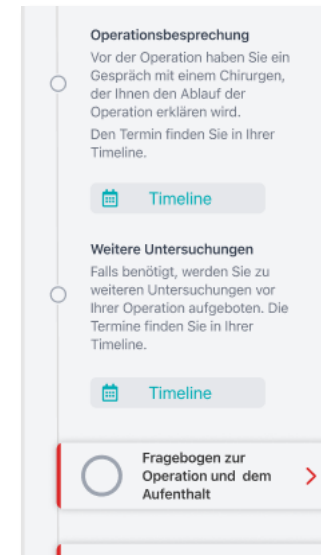 Operationsbesprechung
Vor der Operation haben Sie ein
Gespräch mit einem Chirurgen,
der Ihnen den Ablauf der
Operation erklären wird.
Den Termin finden Sie in Ihrer
Timeline.
Timeline
Weitere Untersuchungen
Falls benötigt, werden Sie zu
weiteren Untersuchungen vor
Ihrer Operation aufgeboten. Die
Termine finden Sie in Ihrer
Timeline.
Timeline
Fragebogen zur
Operation und dem
Aufenthalt